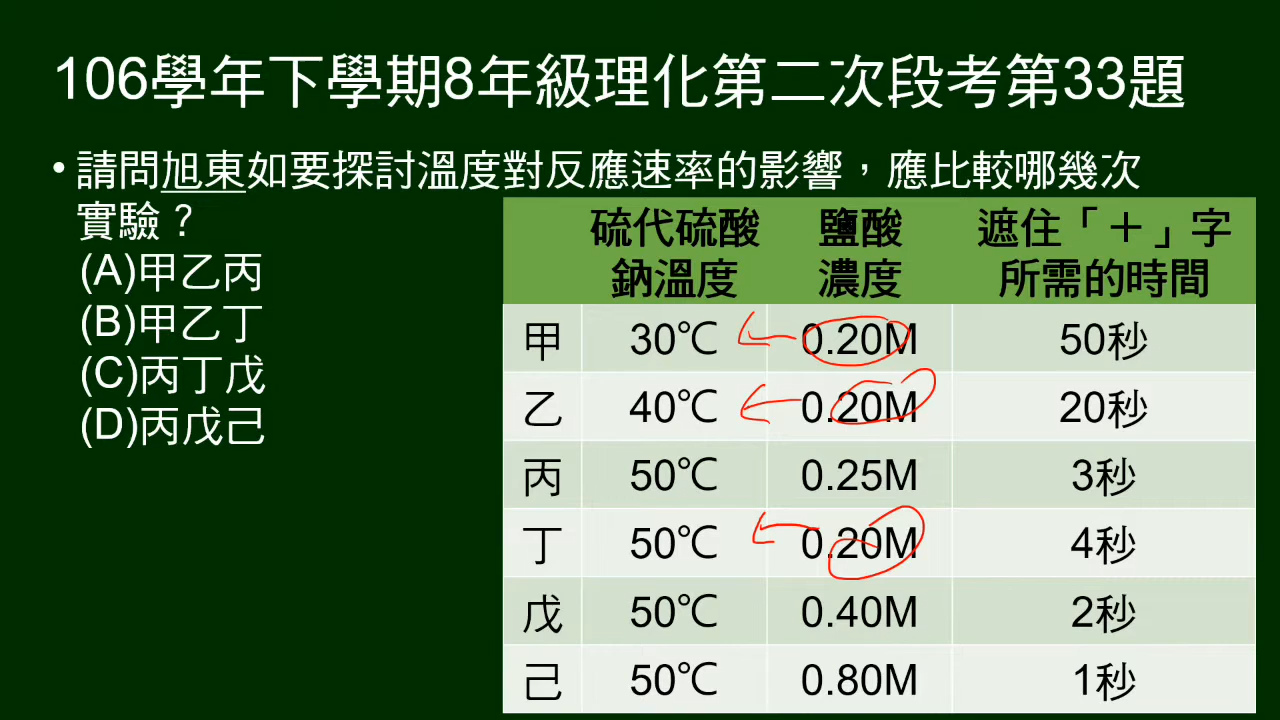 106學年下學期8年級理化第二次段考第33題
• 請問旭東如要探討溫度對反應速率的影響，應比較哪幾次
實驗？
(A)甲乙丙
(B)甲乙丁
(C)丙丁戊
(D)丙戊己
硫代硫酸鈉溫度 鹽酸濃度 遮住「＋」字所需的時間
甲 30℃ 0.20M 50秒
乙 40℃ 0.20M 20秒
丙 50℃ 0.25M 3秒
丁 50℃ 0.20M 4秒
戊 50℃ 0.40M 2秒
己 50℃ 0.80M 1秒